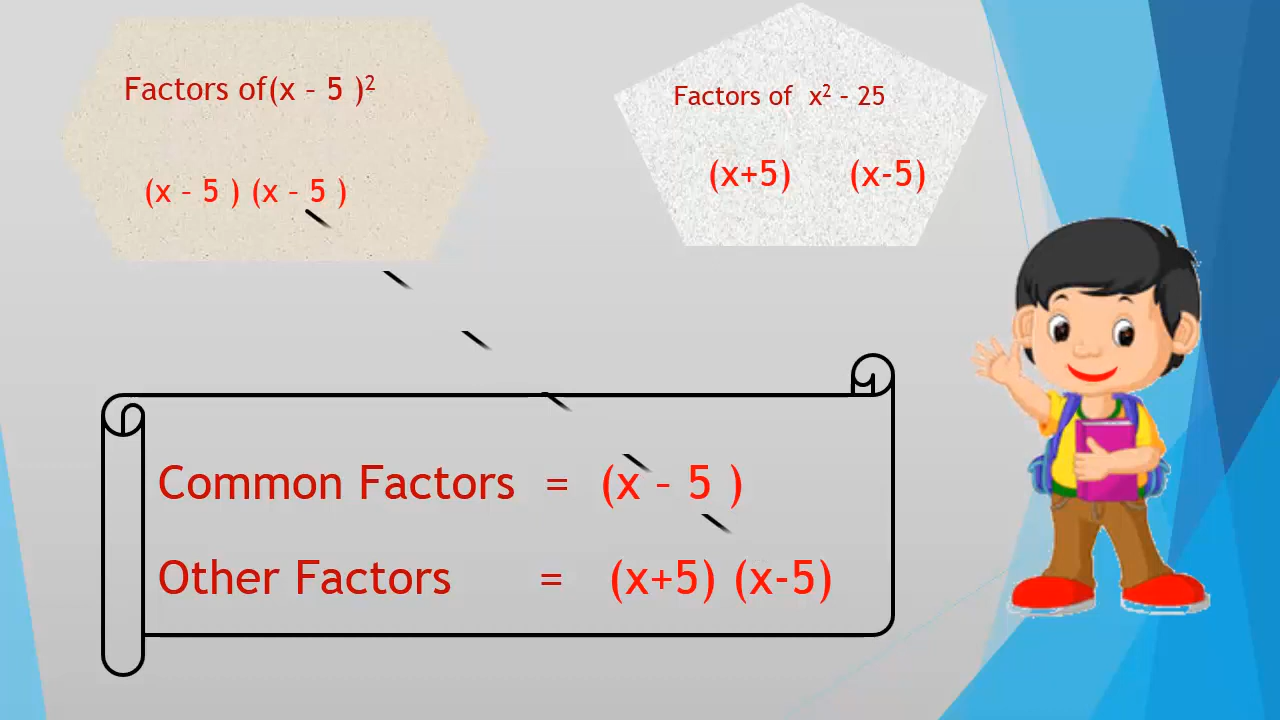 Factors of(x – 5 )²
(x – 5 ) (x – 5 )
Factors of x² – 25
(x+5) (x-5)
Common Factors = (x – 5 )
Other Factors = (x+5) (x-5)